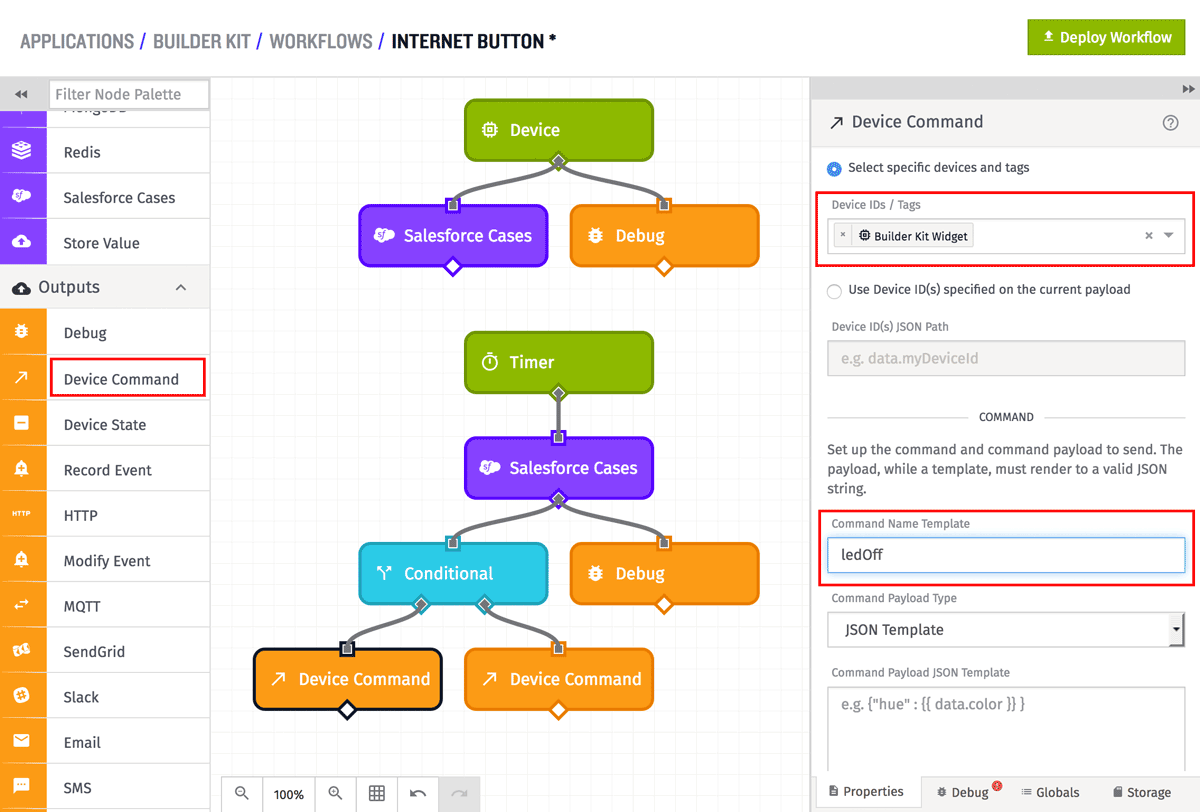 APPLICATIONS / BUILDER KIT / WORKFLOWS / INTERNET BUTTON *
Deploy Workflow
Filter Node Palette
MongoDB
Redis
Salesforce Cases
Store Value
Outputs
Debug
Device Command
Device State
Record Event
HTTP
HTTP
Modify Event
MQTT
SendGrid
Slack
Email
SMS
Device
sf Salesforce Cases
Debug
Timer
sf Salesforce Cases
Conditional
Debug
Device Command
Device Command
100%
Device Command
?
Select specific devices and tags
Device IDs / Tags
× Builder Kit Widget ×
Use Device ID(s) specified on the current payload
Device ID(s) JSON Path
e.g. data.myDeviceId
COMMAND
Set up the command and command payload to send. The
payload, while a template, must render to a valid JSON
string.
Command Name Template
ledOff
Command Payload Type
JSON Template
Command Payload JSON Template
e.g. {"hue" : {{ data.color }} }
Properties
Debug
Globals
Storage